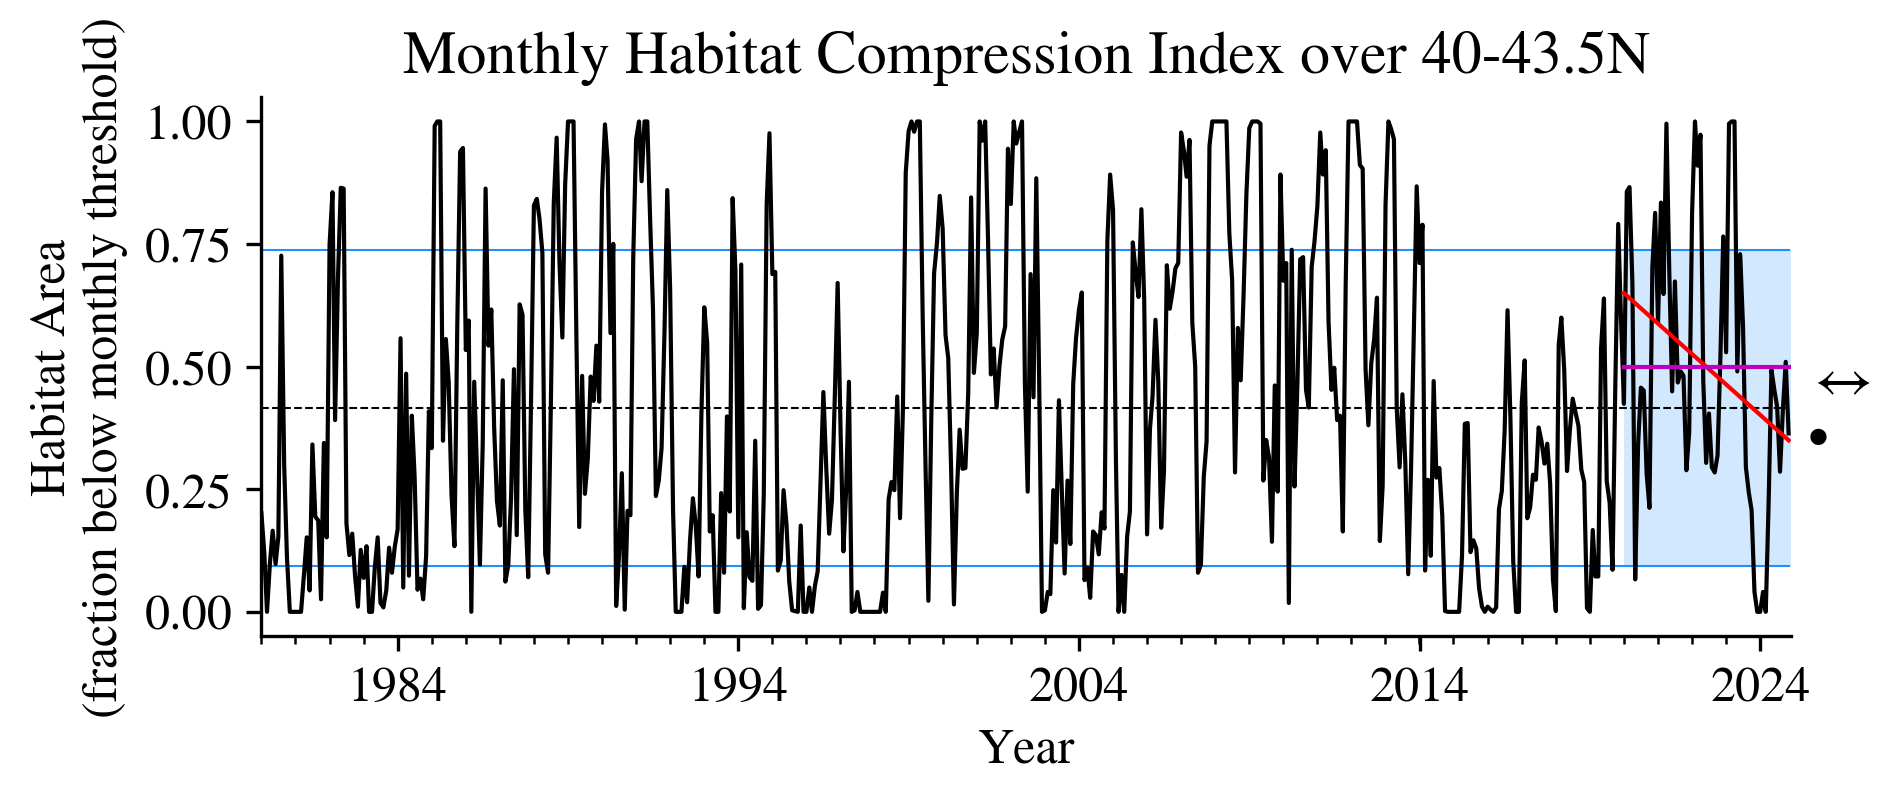 Monthly Habitat Compression Index over 40-43.5N
Habitat Area
(fraction below monthly threshold)
1.00
0.75
0.50
0.25
0.00
1984 1994 2004 2014 2024
Year
↔
•